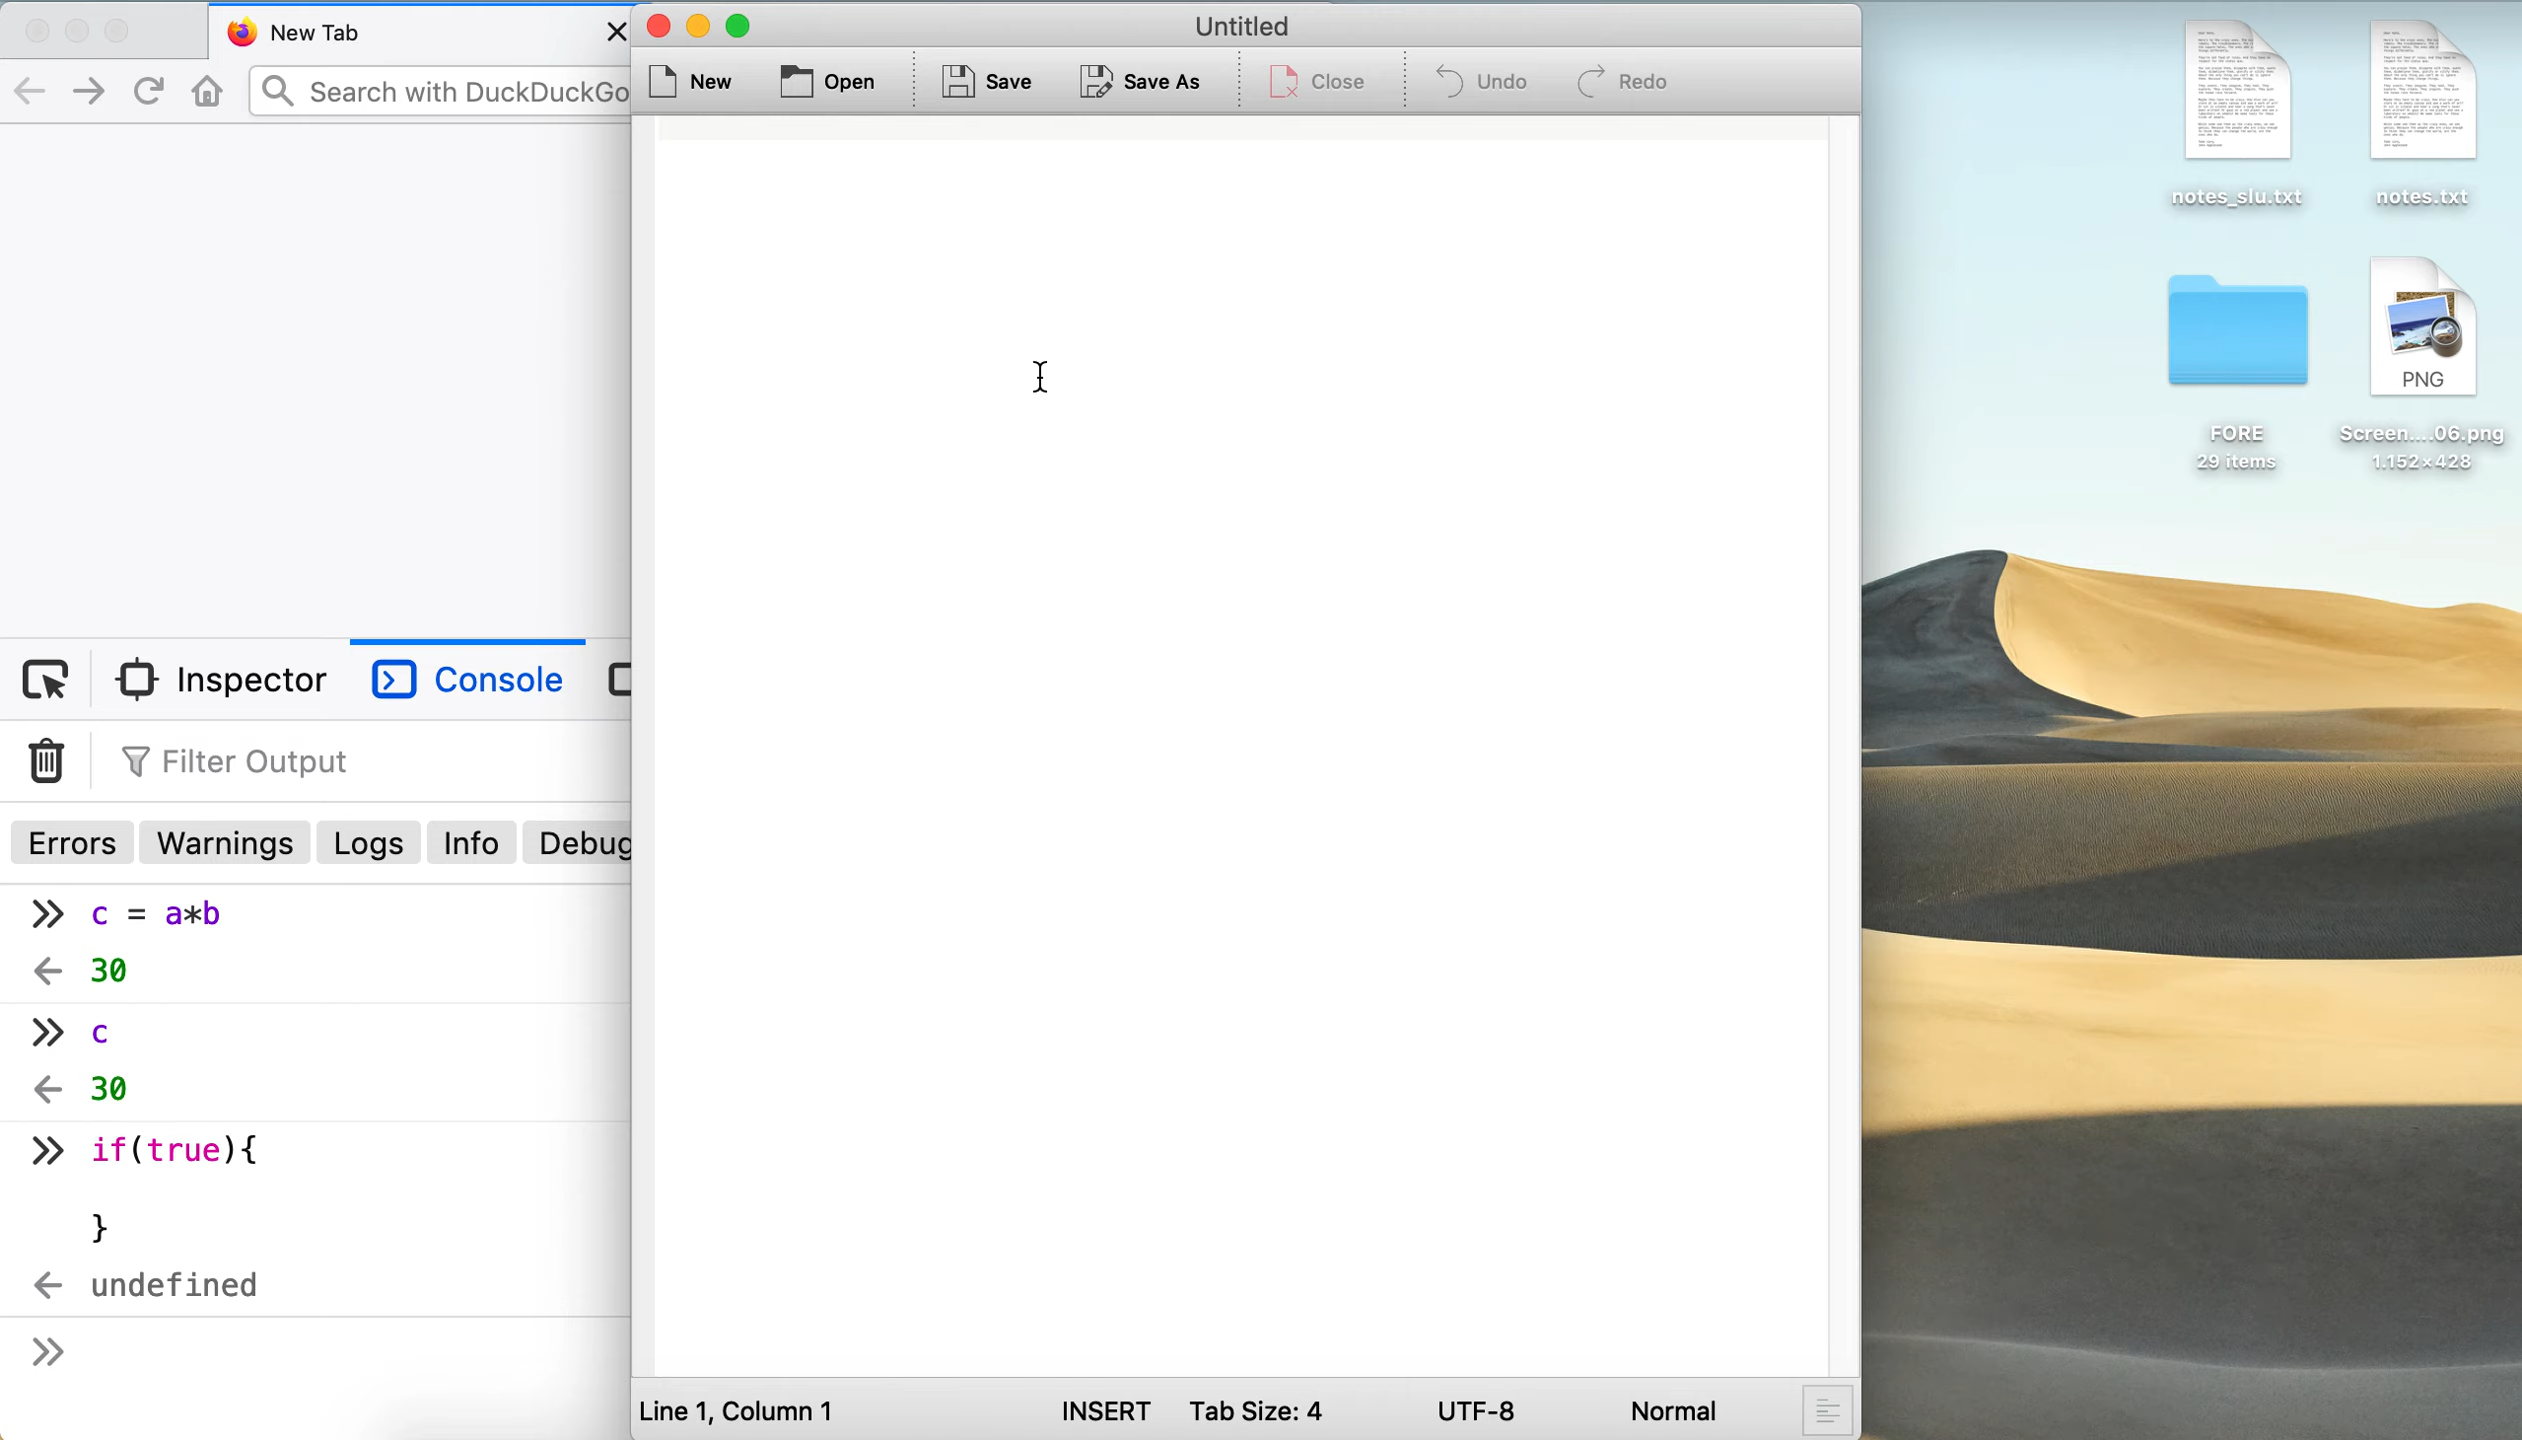 New Tab
Search with DuckDuckGo
Inspector
Console
Filter Output
Errors Warnings Logs Info Debug
c = a*b
30
c
30
if(true){
}
undefined
Untitled
New Open Save Save As Close Undo Redo
Line 1, Column 1 INSERT Tab Size: 4 UTF-8 Normal
notes_slu.txt
notes.txt
PNG
FORE
29 items
Screen....06.png
1.152×428